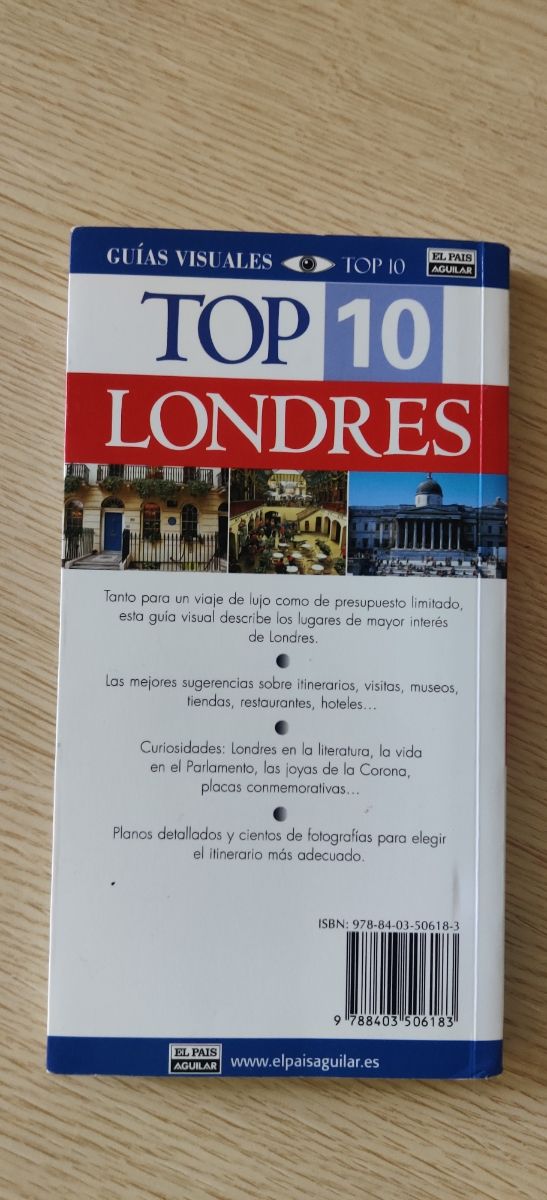 GUÍAS VISUALES TOP 10 EL PAIS AGUILAR
TOP 10
LONDRES
Tanto para un viaje de lujo como de presupuesto limitado,
esta guía visual describe los lugares de mayor interés
de Londres.
Las mejores sugerencias sobre itinerarios, visitas, museos,
tiendas, restaurantes, hoteles...
Curiosidades: Londres en la literatura, la vida
en el Parlamento, las joyas de la Corona,
placas conmemorativas...
Planos detallados y cientos de fotografías para elegir
el itinerario más adecuado.
ISBN: 978-84-03-50618-3
9 788403 506183
EL PAIS AGUILAR www.elpaisaguilar.es